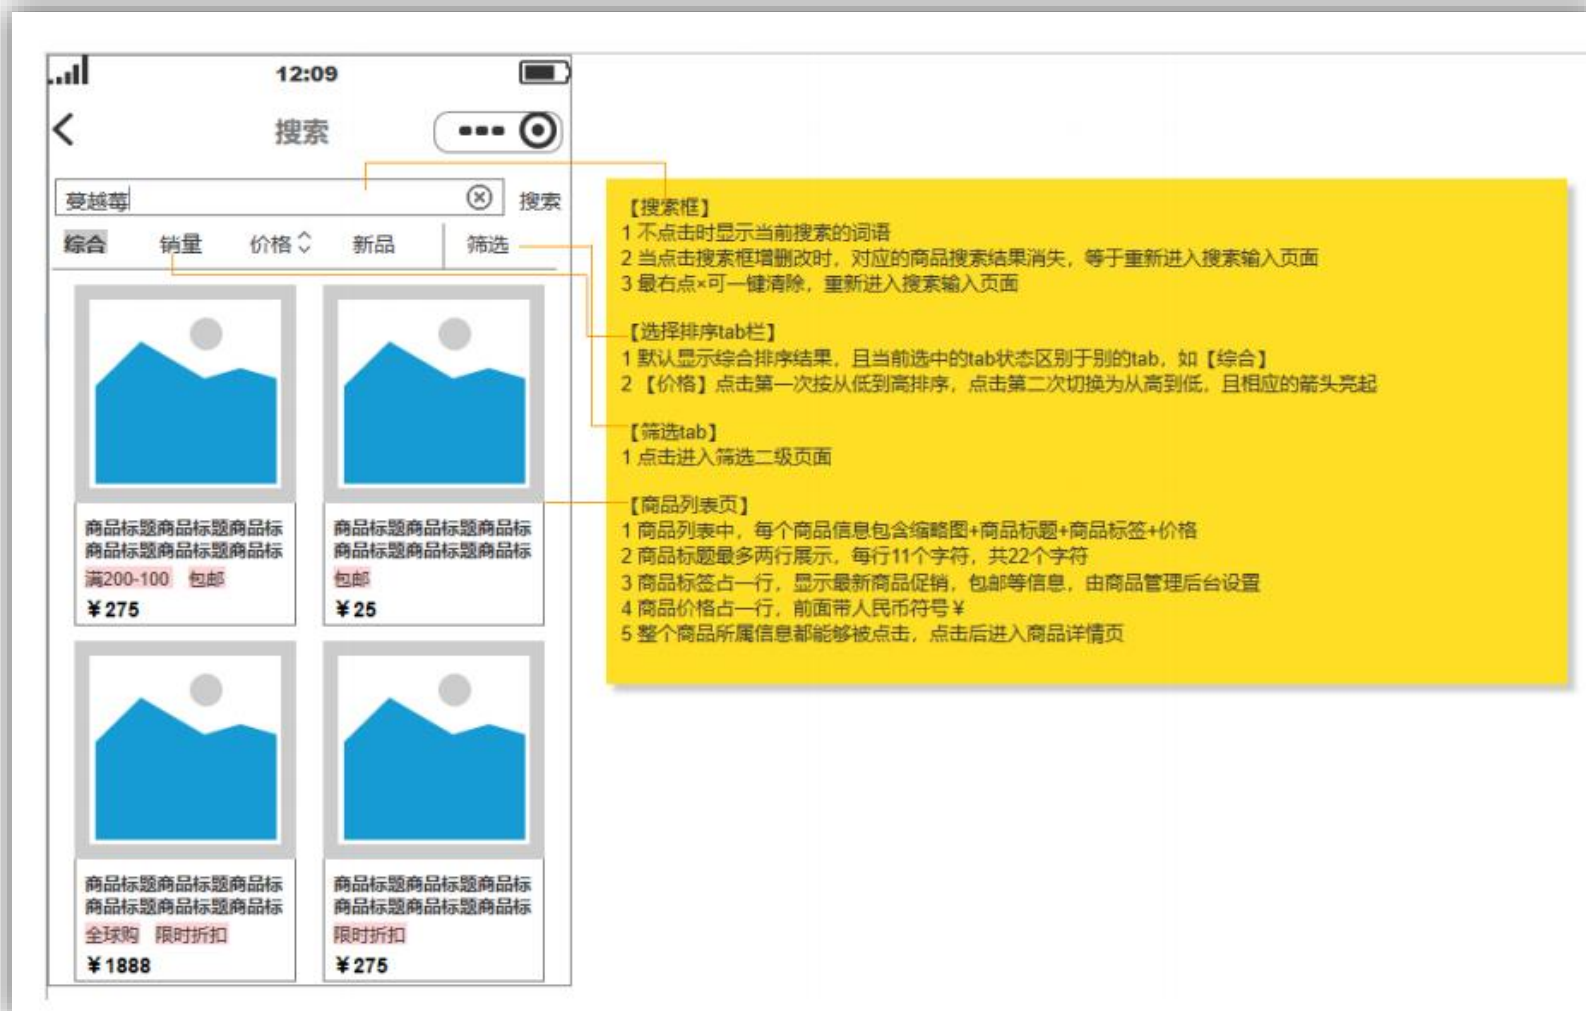 12:09
搜索
蔓越莓
搜索
综合 销量 价格 新品 筛选
商品标题商品标题商品标
商品标题商品标题商品标
满200-100 包邮
¥275
商品标题商品标题商品标
商品标题商品标题商品标
包邮
¥25
商品标题商品标题商品标
商品标题商品标题商品标
全球购 限时折扣
¥1888
商品标题商品标题商品标
商品标题商品标题商品标
限时折扣
¥275
【搜索框】
1 不点击时显示当前搜索的词语
2 当点击搜索框增删改时，对应的商品搜索结果消失，等于重新进入搜索输入页面
3 最右点×可一键清除，重新进入搜索输入页面
【选择排序tab栏】
1 默认显示综合排序结果，且当前选中的tab状态区别于别的tab，如【综合】
2 【价格】点击第一次按从低到高排序，点击第二次切换为从高到低，且相应的箭头亮起
【筛选tab】
1 点击进入筛选二级页面
【商品列表页】
1 商品列表中，每个商品信息包含缩略图+商品标题+商品标签+价格
2 商品标题最多两行展示，每行11个字符，共22个字符
3 商品标签占一行，显示最新商品促销，包邮等信息，由商品管理后台设置
4 商品价格占一行，前面带人民币符号¥
5 整个商品所属信息都能够被点击，点击后进入商品详情页